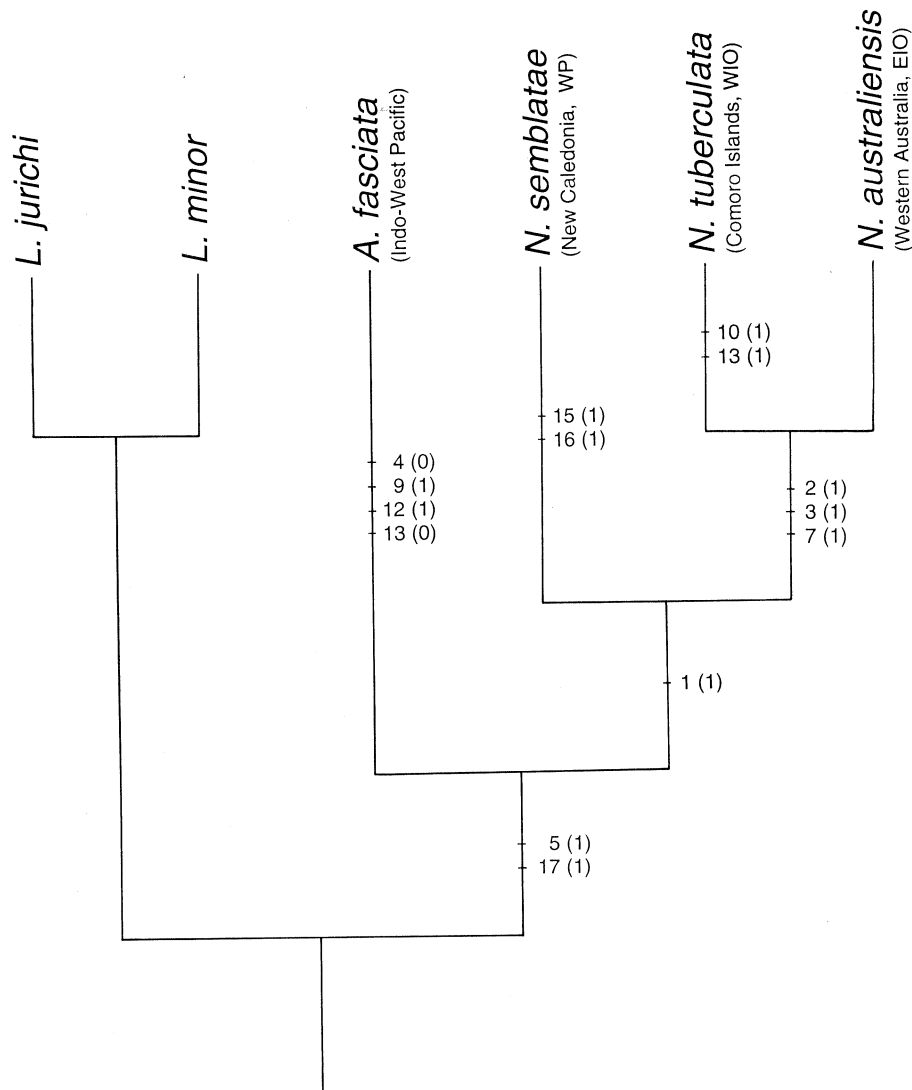 L. jurichi
L. minor
A. fasciata
(Indo-West Pacific)
N. semblatae
(New Caledonia, WP)
N. tuberculata
(Comoro Islands, WIO)
N. australiensis
(Western Australia, EIO)
10 (1)
13 (1)
15 (1)
16 (1)
4 (0)
9 (1)
12 (1)
13 (0)
2 (1)
3 (1)
7 (1)
1 (1)
5 (1)
17 (1)